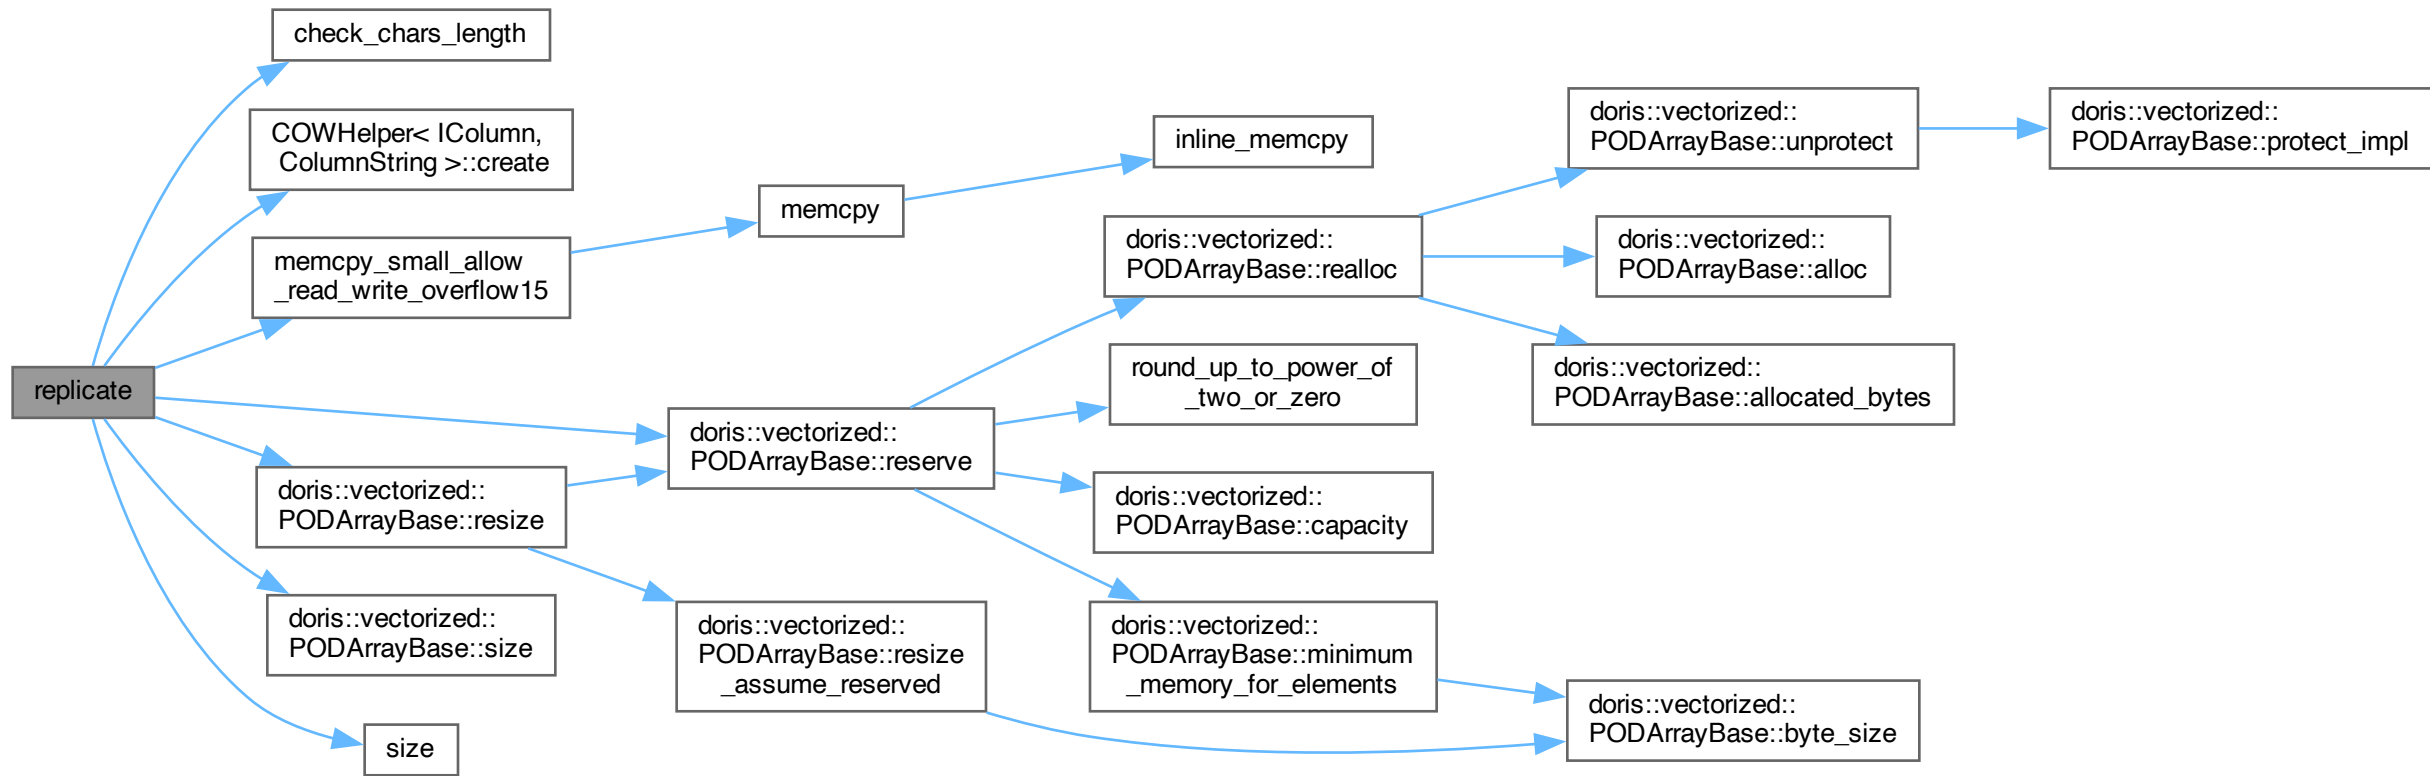 replicate
check_chars_length
COWHelper< IColumn,
ColumnString >::create
memcpy_small_allow
_read_write_overflow15
memcpy
inline_memcpy
doris::vectorized::
PODArrayBase::reserve
doris::vectorized::
PODArrayBase::realloc
doris::vectorized::
PODArrayBase::unprotect
doris::vectorized::
PODArrayBase::protect_impl
doris::vectorized::
PODArrayBase::alloc
doris::vectorized::
PODArrayBase::allocated_bytes
round_up_to_power_of
_two_or_zero
doris::vectorized::
PODArrayBase::capacity
doris::vectorized::
PODArrayBase::minimum
_memory_for_elements
doris::vectorized::
PODArrayBase::byte_size
doris::vectorized::
PODArrayBase::resize
doris::vectorized::
PODArrayBase::resize
_assume_reserved
doris::vectorized::
PODArrayBase::size
size